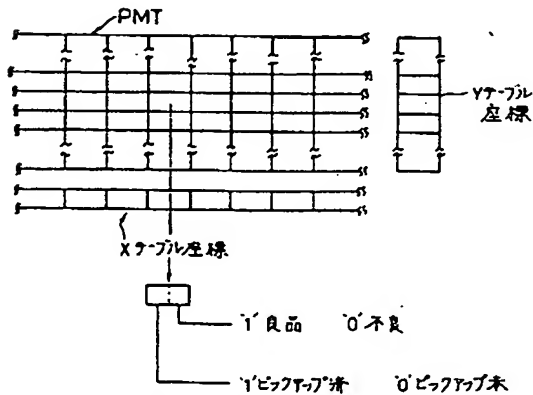 PMT
Yテーブル
座標
Xテーブル座標
'1'良品 '0'不良
'1'ピックアップ済 '0'ピックアップ未